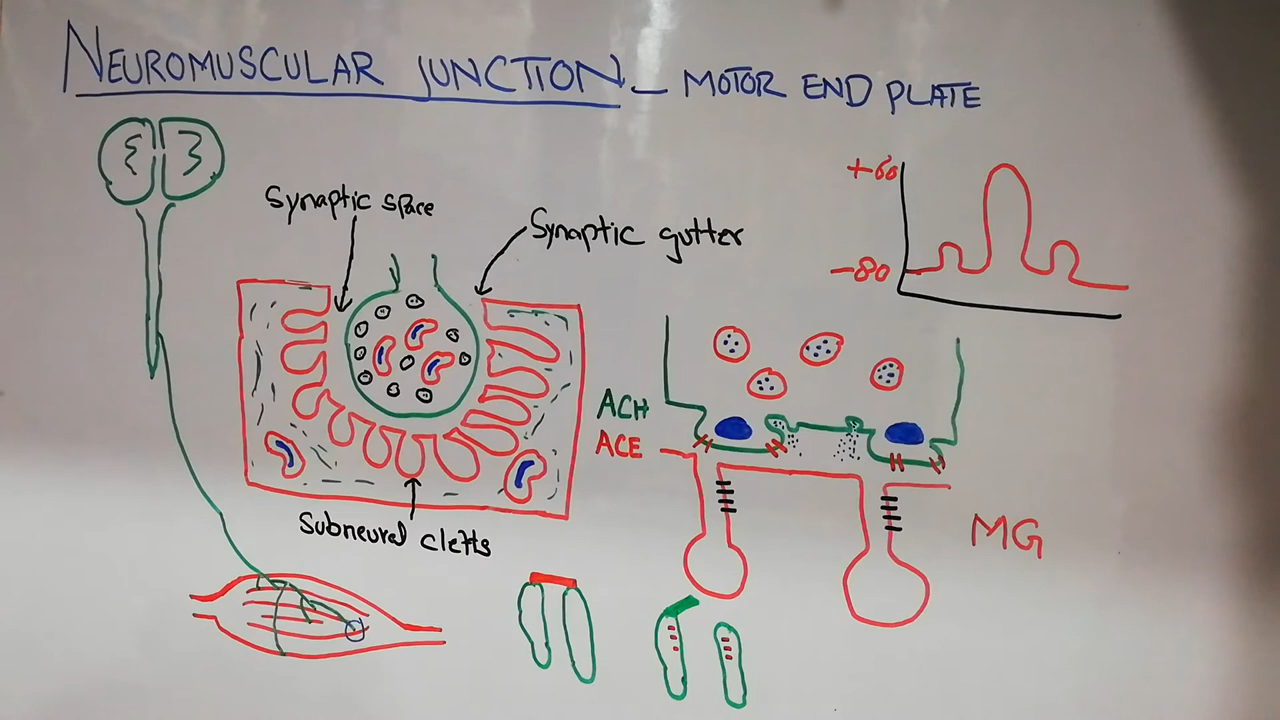 NEUROMUSCULAR JUNCTION – MOTOR END PLATE
Synaptic space
Synaptic gutter
+60
-80
ACH
ACE
Subneural clefts
MG